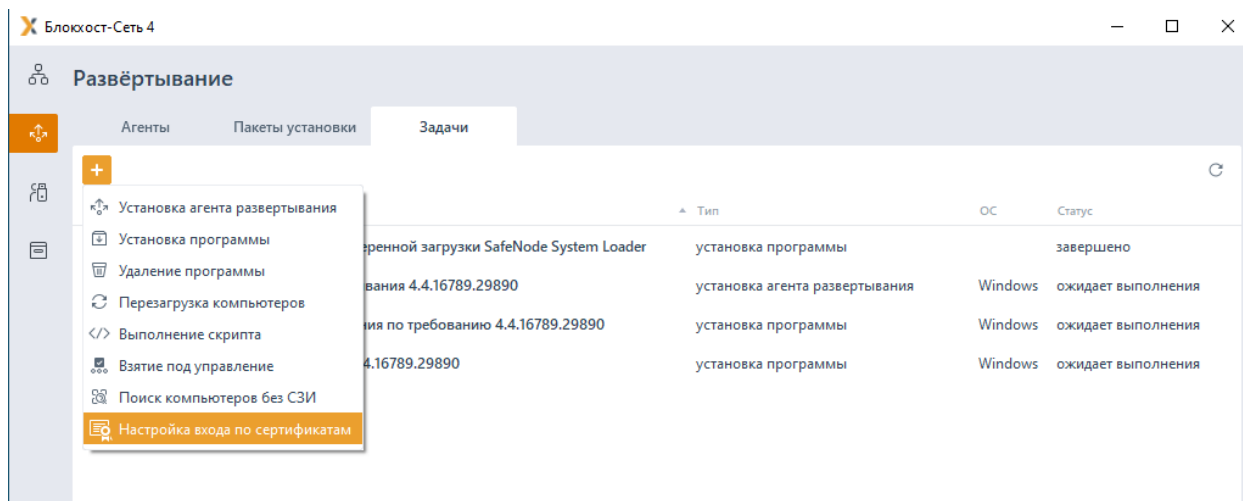 Блокхост-Сеть 4
Развёртывание
Агенты Пакеты установки Задачи
Тип ОС Статус
Установка агента развертывания
Установка программы
еренной загрузки SafeNode System Loader установка программы завершено
Удаление программы
вания 4.4.16789.29890 установка агента развертывания Windows ожидает выполнения
Перезагрузка компьютеров
ния по требованию 4.4.16789.29890 установка программы Windows ожидает выполнения
Выполнение скрипта
Взятие под управление
4.16789.29890 установка программы Windows ожидает выполнения
Поиск компьютеров без СЗИ
Настройка входа по сертификатам